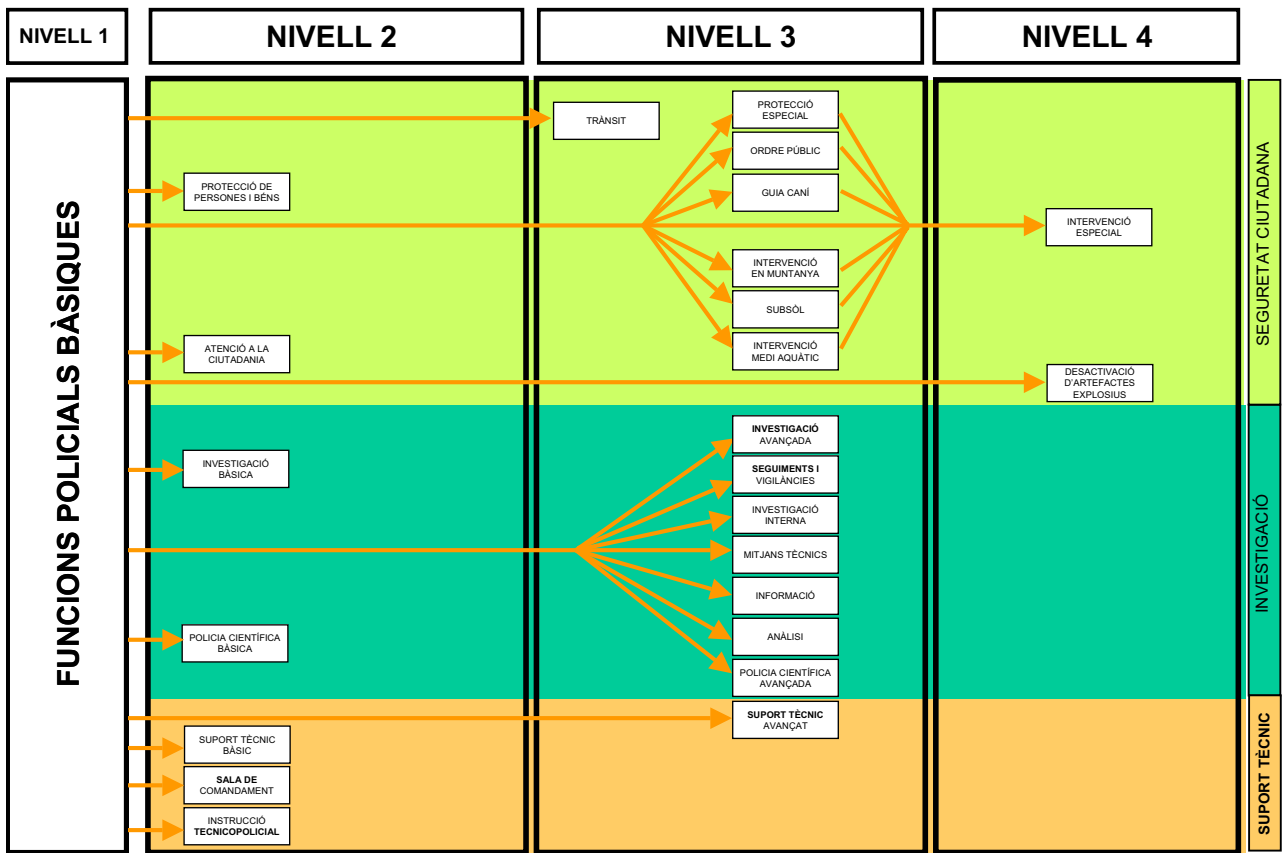 NIVELL 1
NIVELL 2
NIVELL 3
NIVELL 4
FUNCIONS POLICIALS BÀSIQUES
PROTECCIÓ DE
PERSONES I BÉNS
ATENCIÓ A LA
CIUTADANIA
INVESTIGACIÓ
BÀSICA
POLICIA CIENTÍFICA
BÀSICA
SUPORT TÈCNIC
BÀSIC
SALA DE
COMANDAMENT
INSTRUCCIÓ
TECNICOPOLICIAL
TRÀNSIT
PROTECCIÓ
ESPECIAL
ORDRE PÚBLIC
GUIA CANÍ
INTERVENCIÓ
EN MUNTANYA
SUBSÒL
INTERVENCIÓ
MEDI AQUÀTIC
INVESTIGACIÓ
AVANÇADA
SEGUIMENTS I
VIGILÀNCIES
INVESTIGACIÓ
INTERNA
MITJANS TÈCNICS
INFORMACIÓ
ANÀLISI
POLICIA CIENTÍFICA
AVANÇADA
SUPORT TÈCNIC
AVANÇAT
INTERVENCIÓ
ESPECIAL
DESACTIVACIÓ
D'ARTEFACTES
EXPLOSIUS
SEGURETAT CIUTADANA
INVESTIGACIÓ
SUPORT TÈCNIC